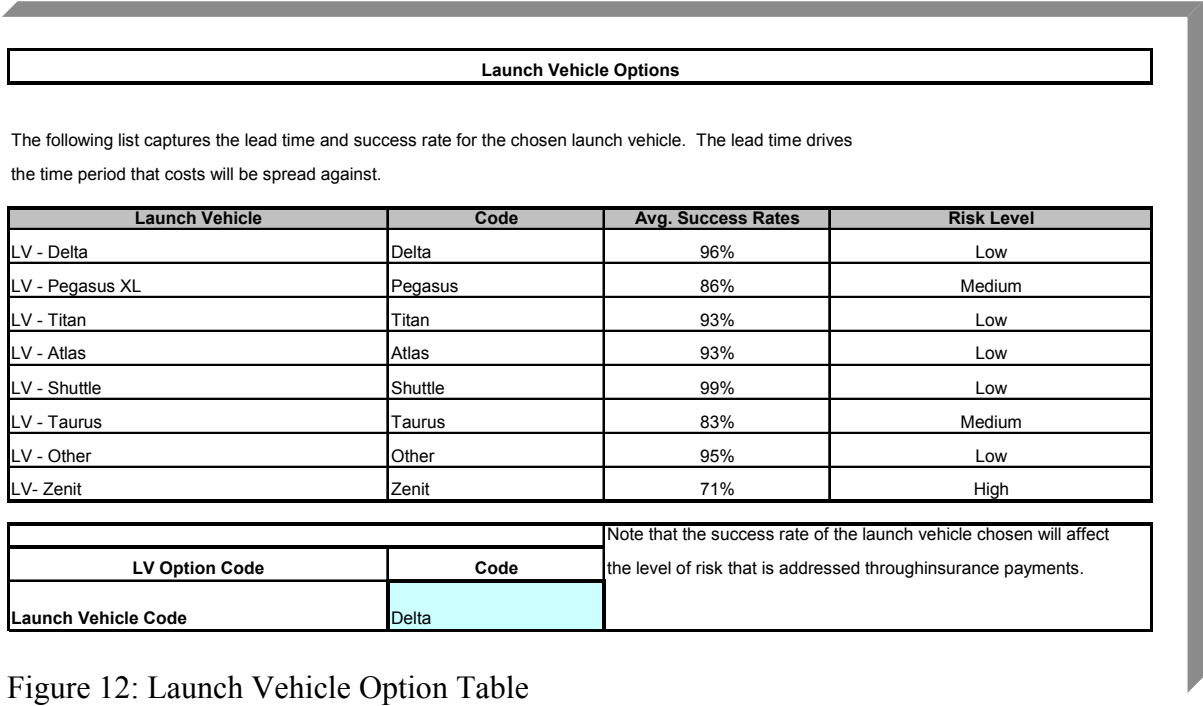 Launch Vehicle Options
The following list captures the lead time and success rate for the chosen launch vehicle. The lead time drives
the time period that costs will be spread against.
Launch Vehicle Code Avg. Success Rates Risk Level
LV - Delta Delta 96% Low
LV - Pegasus XL Pegasus 86% Medium
LV - Titan Titan 93% Low
LV - Atlas Atlas 93% Low
LV - Shuttle Shuttle 99% Low
LV - Taurus Taurus 83% Medium
LV - Other Other 95% Low
LV- Zenit Zenit 71% High
Note that the success rate of the launch vehicle chosen will affect
LV Option Code Code the level of risk that is addressed throughinsurance payments.
Launch Vehicle Code Delta
Figure 12: Launch Vehicle Option Table